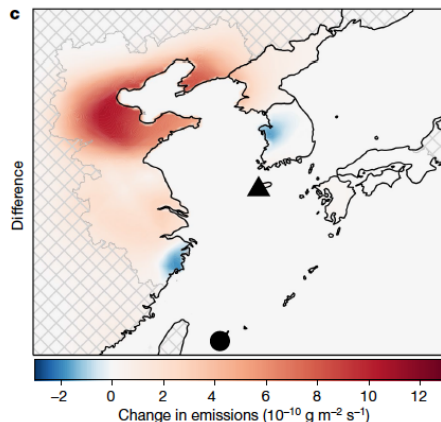 c
Difference
−2 0 2 4 6 8 10 12
Change in emissions (10⁻¹⁰ g m⁻² s⁻¹)